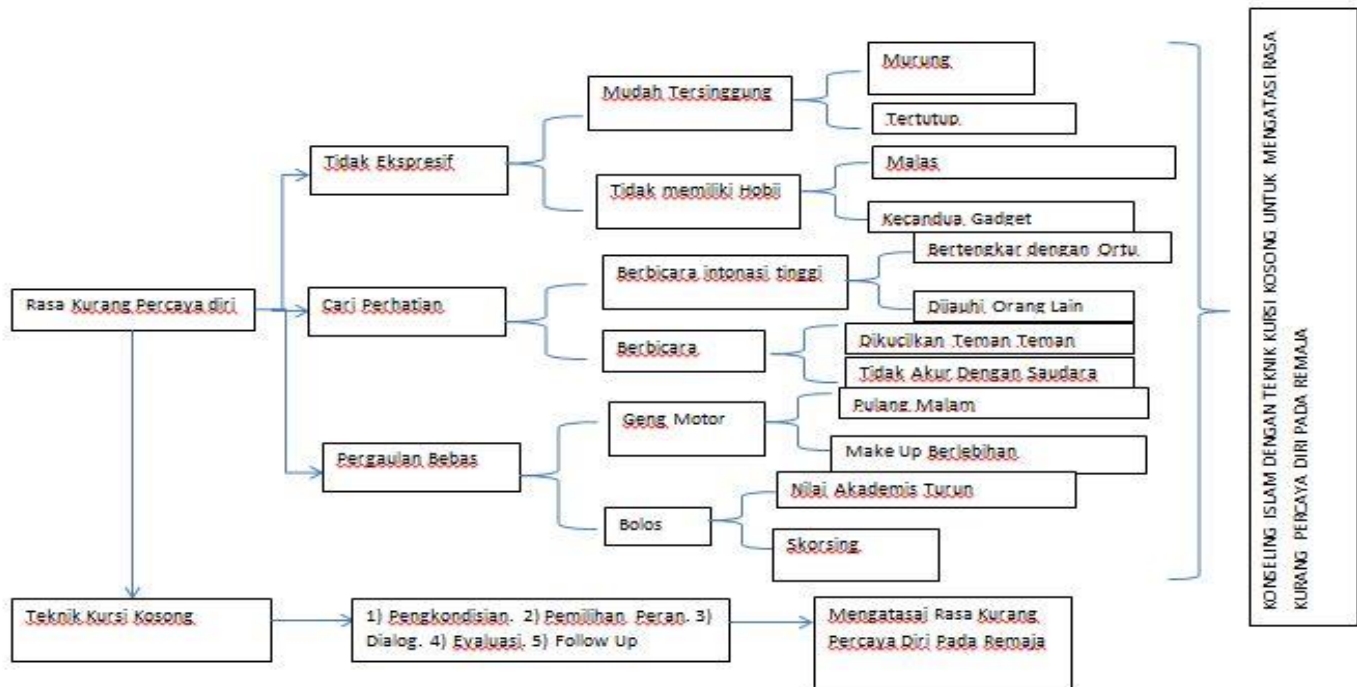 Murung
Mudah Tersinggung
Tertutup.
Tidak Ekspresif
Malas
Tidak memiliki Hobii
Kecandua. Gadget
Bertengkar dengan Ortu.
Berbicara intonasi tinggi
Dijauhi Orang Lain
Rasa Kurang Percaya diri
Cari Perhatian
Dikucilkan Teman Teman
Berbicara
Tidak Akur Dengan Saudara
Pulang Malam
Geng Motor
Make Up Berlebihan
Pergaulan Bebas
Nilai Akademis Turun
Bolos
Skorsing
Teknik Kursi Kosong
1) Pengkondisian. 2) Pemilihan Peran. 3)
Dialog. 4) Evaluasi. 5) Follow Up
Mengatasai Rasa Kurang
Percaya Diri Pada Remaja
KONSELING ISLAM DENGAN TEKNIK KURSI KOSONG UNTUK MENGATASI RASA
KURANG PERCAYA DIRI PADA REMAJA